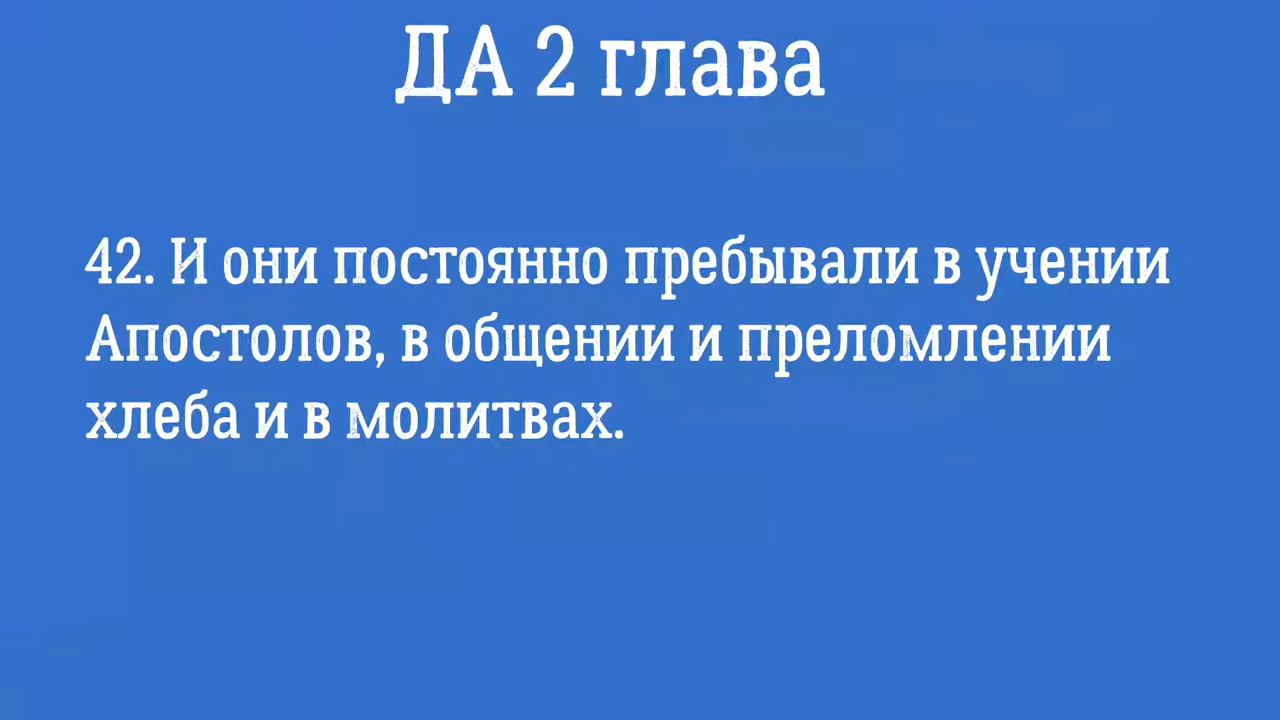 ДА 2 глава
42. И они постоянно пребывали в учении
Апостолов, в общении и преломлении
хлеба и в молитвах.